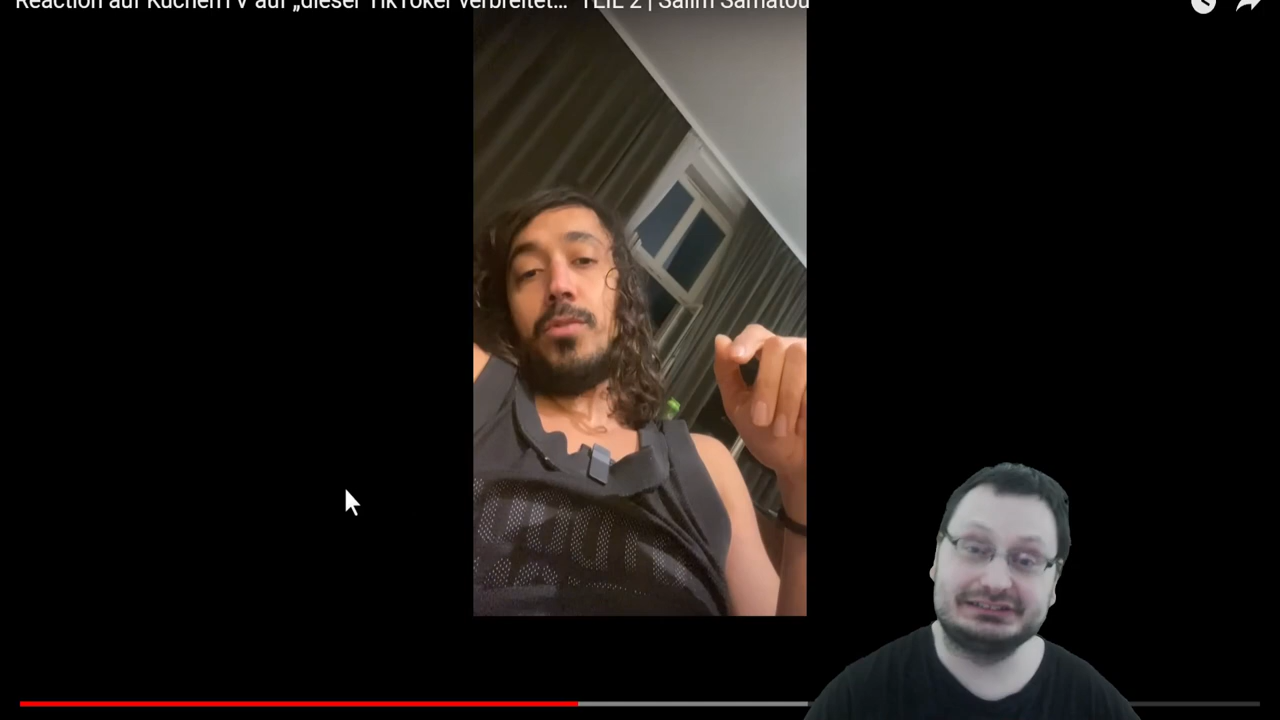 Reaction auf KuchenTV auf „dieser TikToker verbreitet…“ TEIL 2 | Salim Samatou